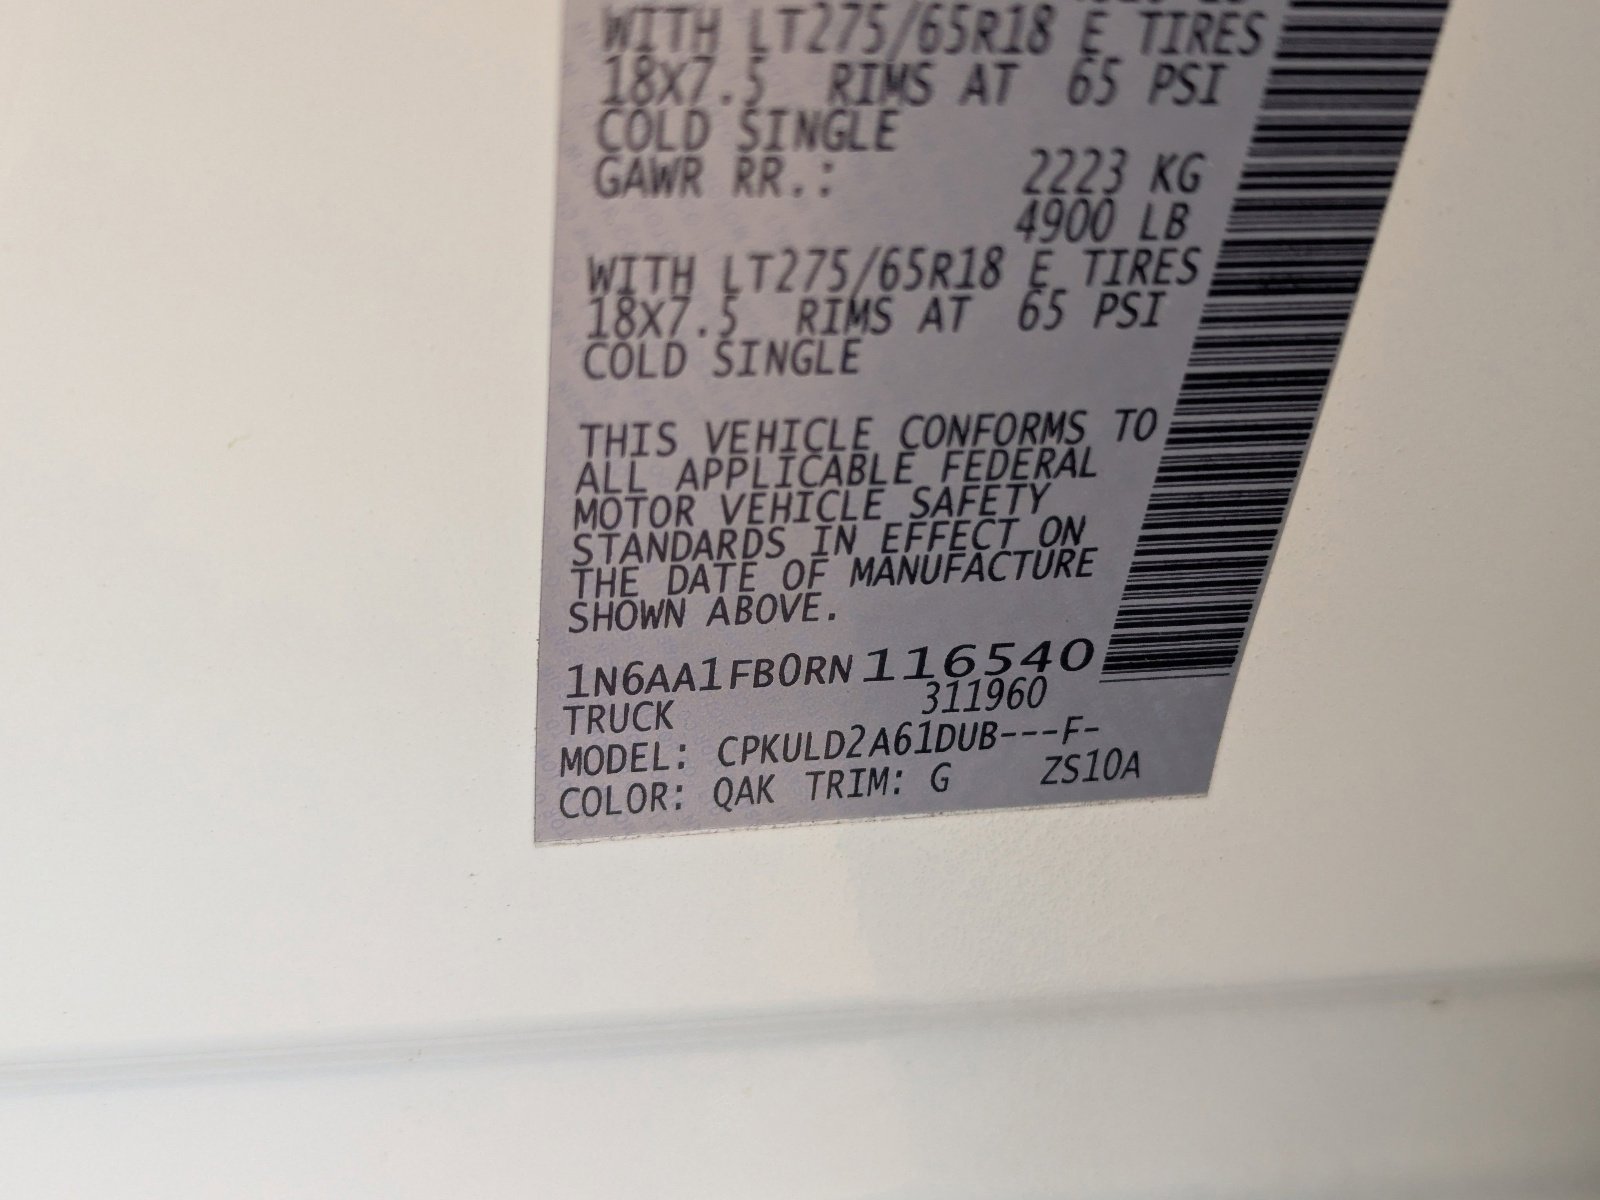 WITH LT275/65R18 E TIRES
18X7.5 RIMS AT 65 PSI
COLD SINGLE
GAWR RR.: 2223 KG
4900 LB
WITH LT275/65R18 E TIRES
18X7.5 RIMS AT 65 PSI
COLD SINGLE
THIS VEHICLE CONFORMS TO
ALL APPLICABLE FEDERAL
MOTOR VEHICLE SAFETY
STANDARDS IN EFFECT ON
THE DATE OF MANUFACTURE
SHOWN ABOVE.
1N6AA1FB0RN116540
TRUCK 311960
MODEL: CPKULD2A61DUB---F-
COLOR: QAK TRIM: G ZS10A